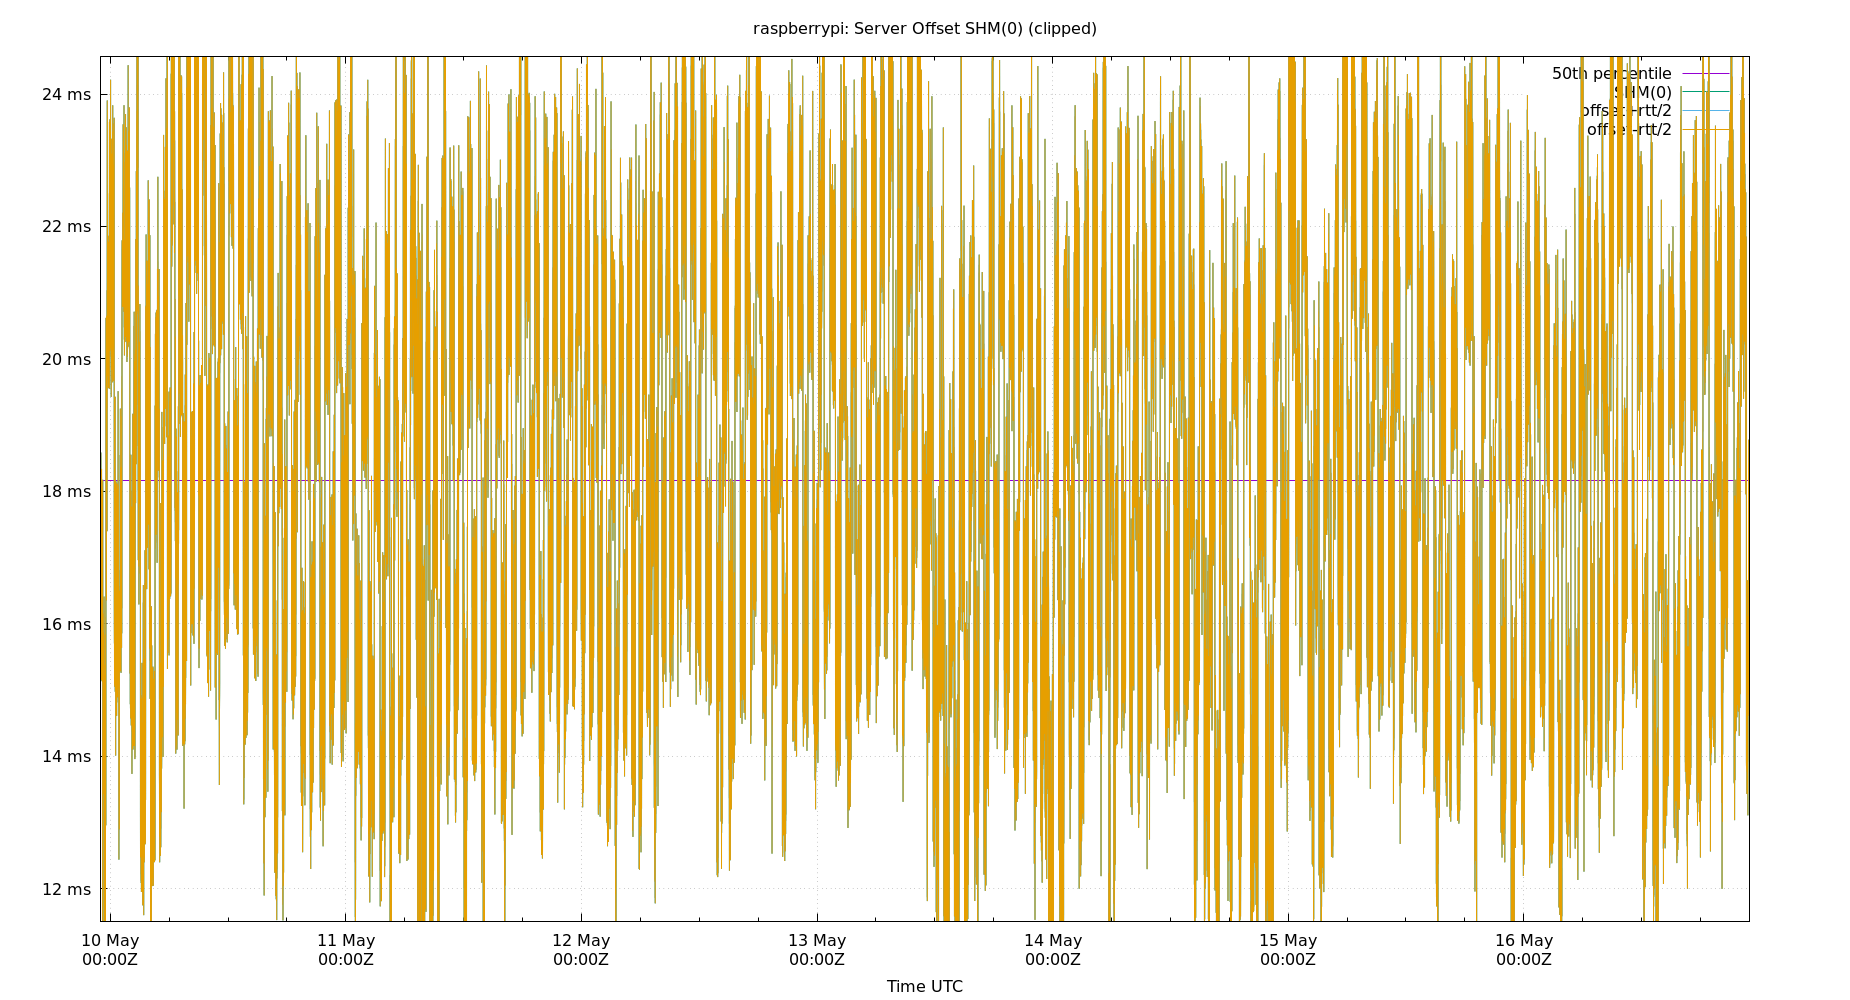 raspberrypi: Server Offset SHM(0) (clipped)
50th percentile
SHM(0)
offset+rtt/2
offset-rtt/2
24 ms
22 ms
20 ms
18 ms
16 ms
14 ms
12 ms
10 May 11 May 12 May 13 May 14 May 15 May 16 May
00:00Z 00:00Z 00:00Z 00:00Z 00:00Z 00:00Z 00:00Z
Time UTC